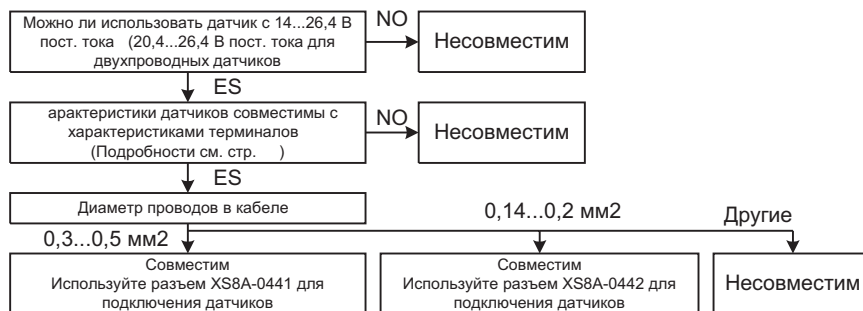 Можно ли использовать датчик с 14...26,4 В
пост. тока (20,4...26,4 В пост. тока для
двухпроводных датчиков
NO
Несовместим
ES
арактеристики датчиков совместимы с
характеристиками терминалов
(Подробности см. стр. )
NO
Несовместим
ES
Диаметр проводов в кабеле
0,3...0,5 мм2
0,14...0,2 мм2
Другие
Совместим
Используйте разъем XS8A-0441 для
подключения датчиков
Совместим
Используйте разъем XS8A-0442 для
подключения датчиков
Несовместим